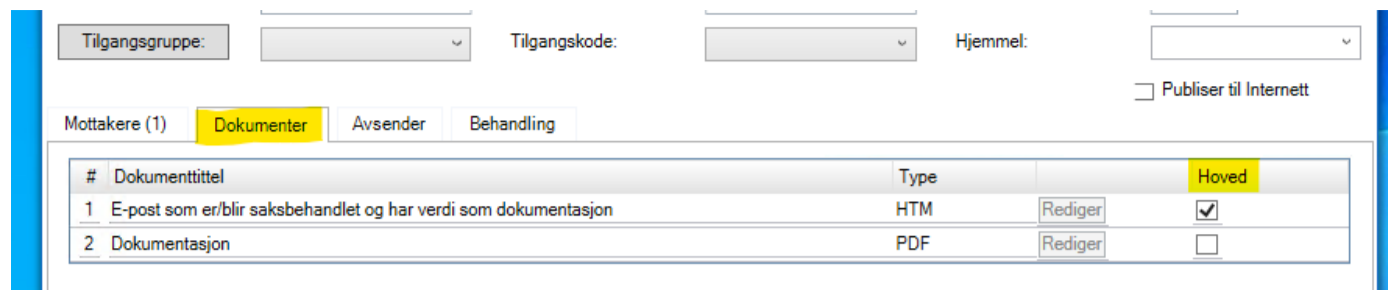 Tilgangsgruppe: Tilgangskode: Hjemmel:
Publiser til Internett
Mottakere (1) Dokumenter Avsender Behandling
# Dokumenttittel Type Hoved
1 E-post som er/blir saksbehandlet og har verdi som dokumentasjon HTM Rediger
2 Dokumentasjon PDF Rediger